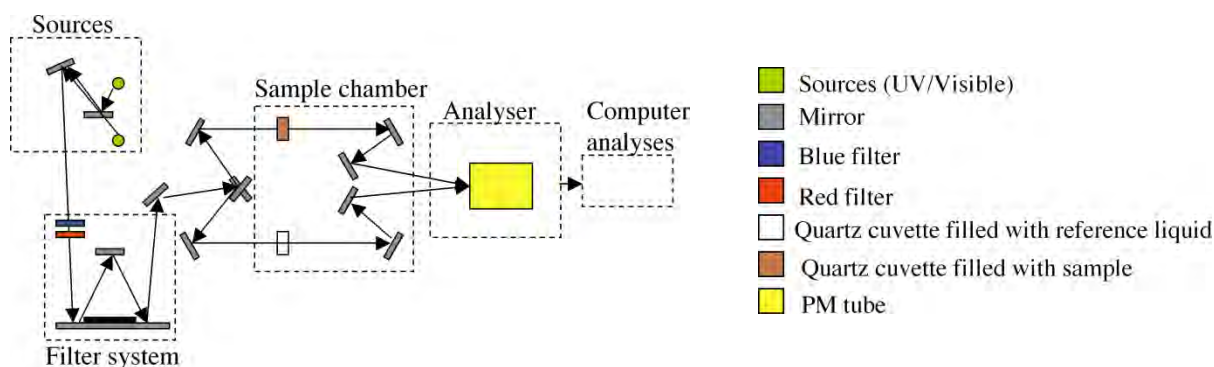 Sources
Sample chamber
Analyser
Computer
analyses
Filter system
Sources (UV/Visible)
Mirror
Blue filter
Red filter
Quartz cuvette filled with reference liquid
Quartz cuvette filled with sample
PM tube